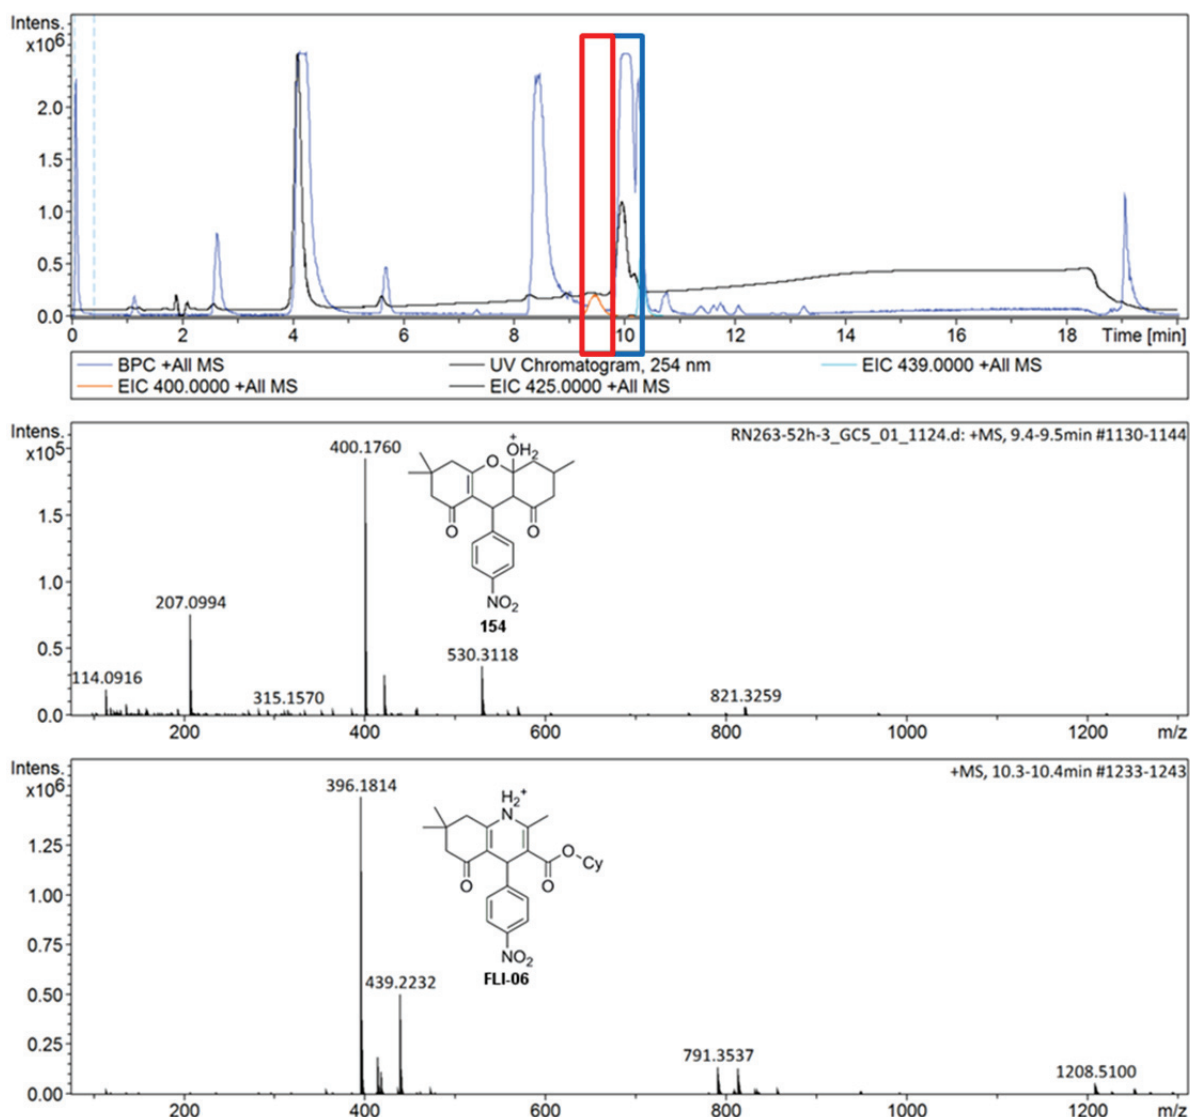 Intens.
x10⁶
2.0
1.5
1.0
0.5
0.0
0 2 4 6 8 10 12 14 16 18 Time [min]
BPC +All MS UV Chromatogram, 254 nm EIC 439.0000 +All MS
EIC 400.0000 +All MS EIC 425.0000 +All MS
Intens.
x10⁵
RN263-52h-3_GC5_01_1124.d: +MS, 9.4-9.5min #1130-1144
400.1760
+
OH₂
O
O O
NO₂
154
1.5
1.0
0.5
0.0
207.0994
114.0916
315.1570
530.3118
821.3259
200 400 600 800 1000 1200 m/z
Intens.
x10⁶
+MS, 10.3-10.4min #1233-1243
396.1814
H₂+
N
O
Cy
O O
NO₂
FLI-06
1.25
1.00
0.75
0.50
0.25
0.00
439.2232
791.3537
1208.5100
200 400 600 800 1000 1200 m/z